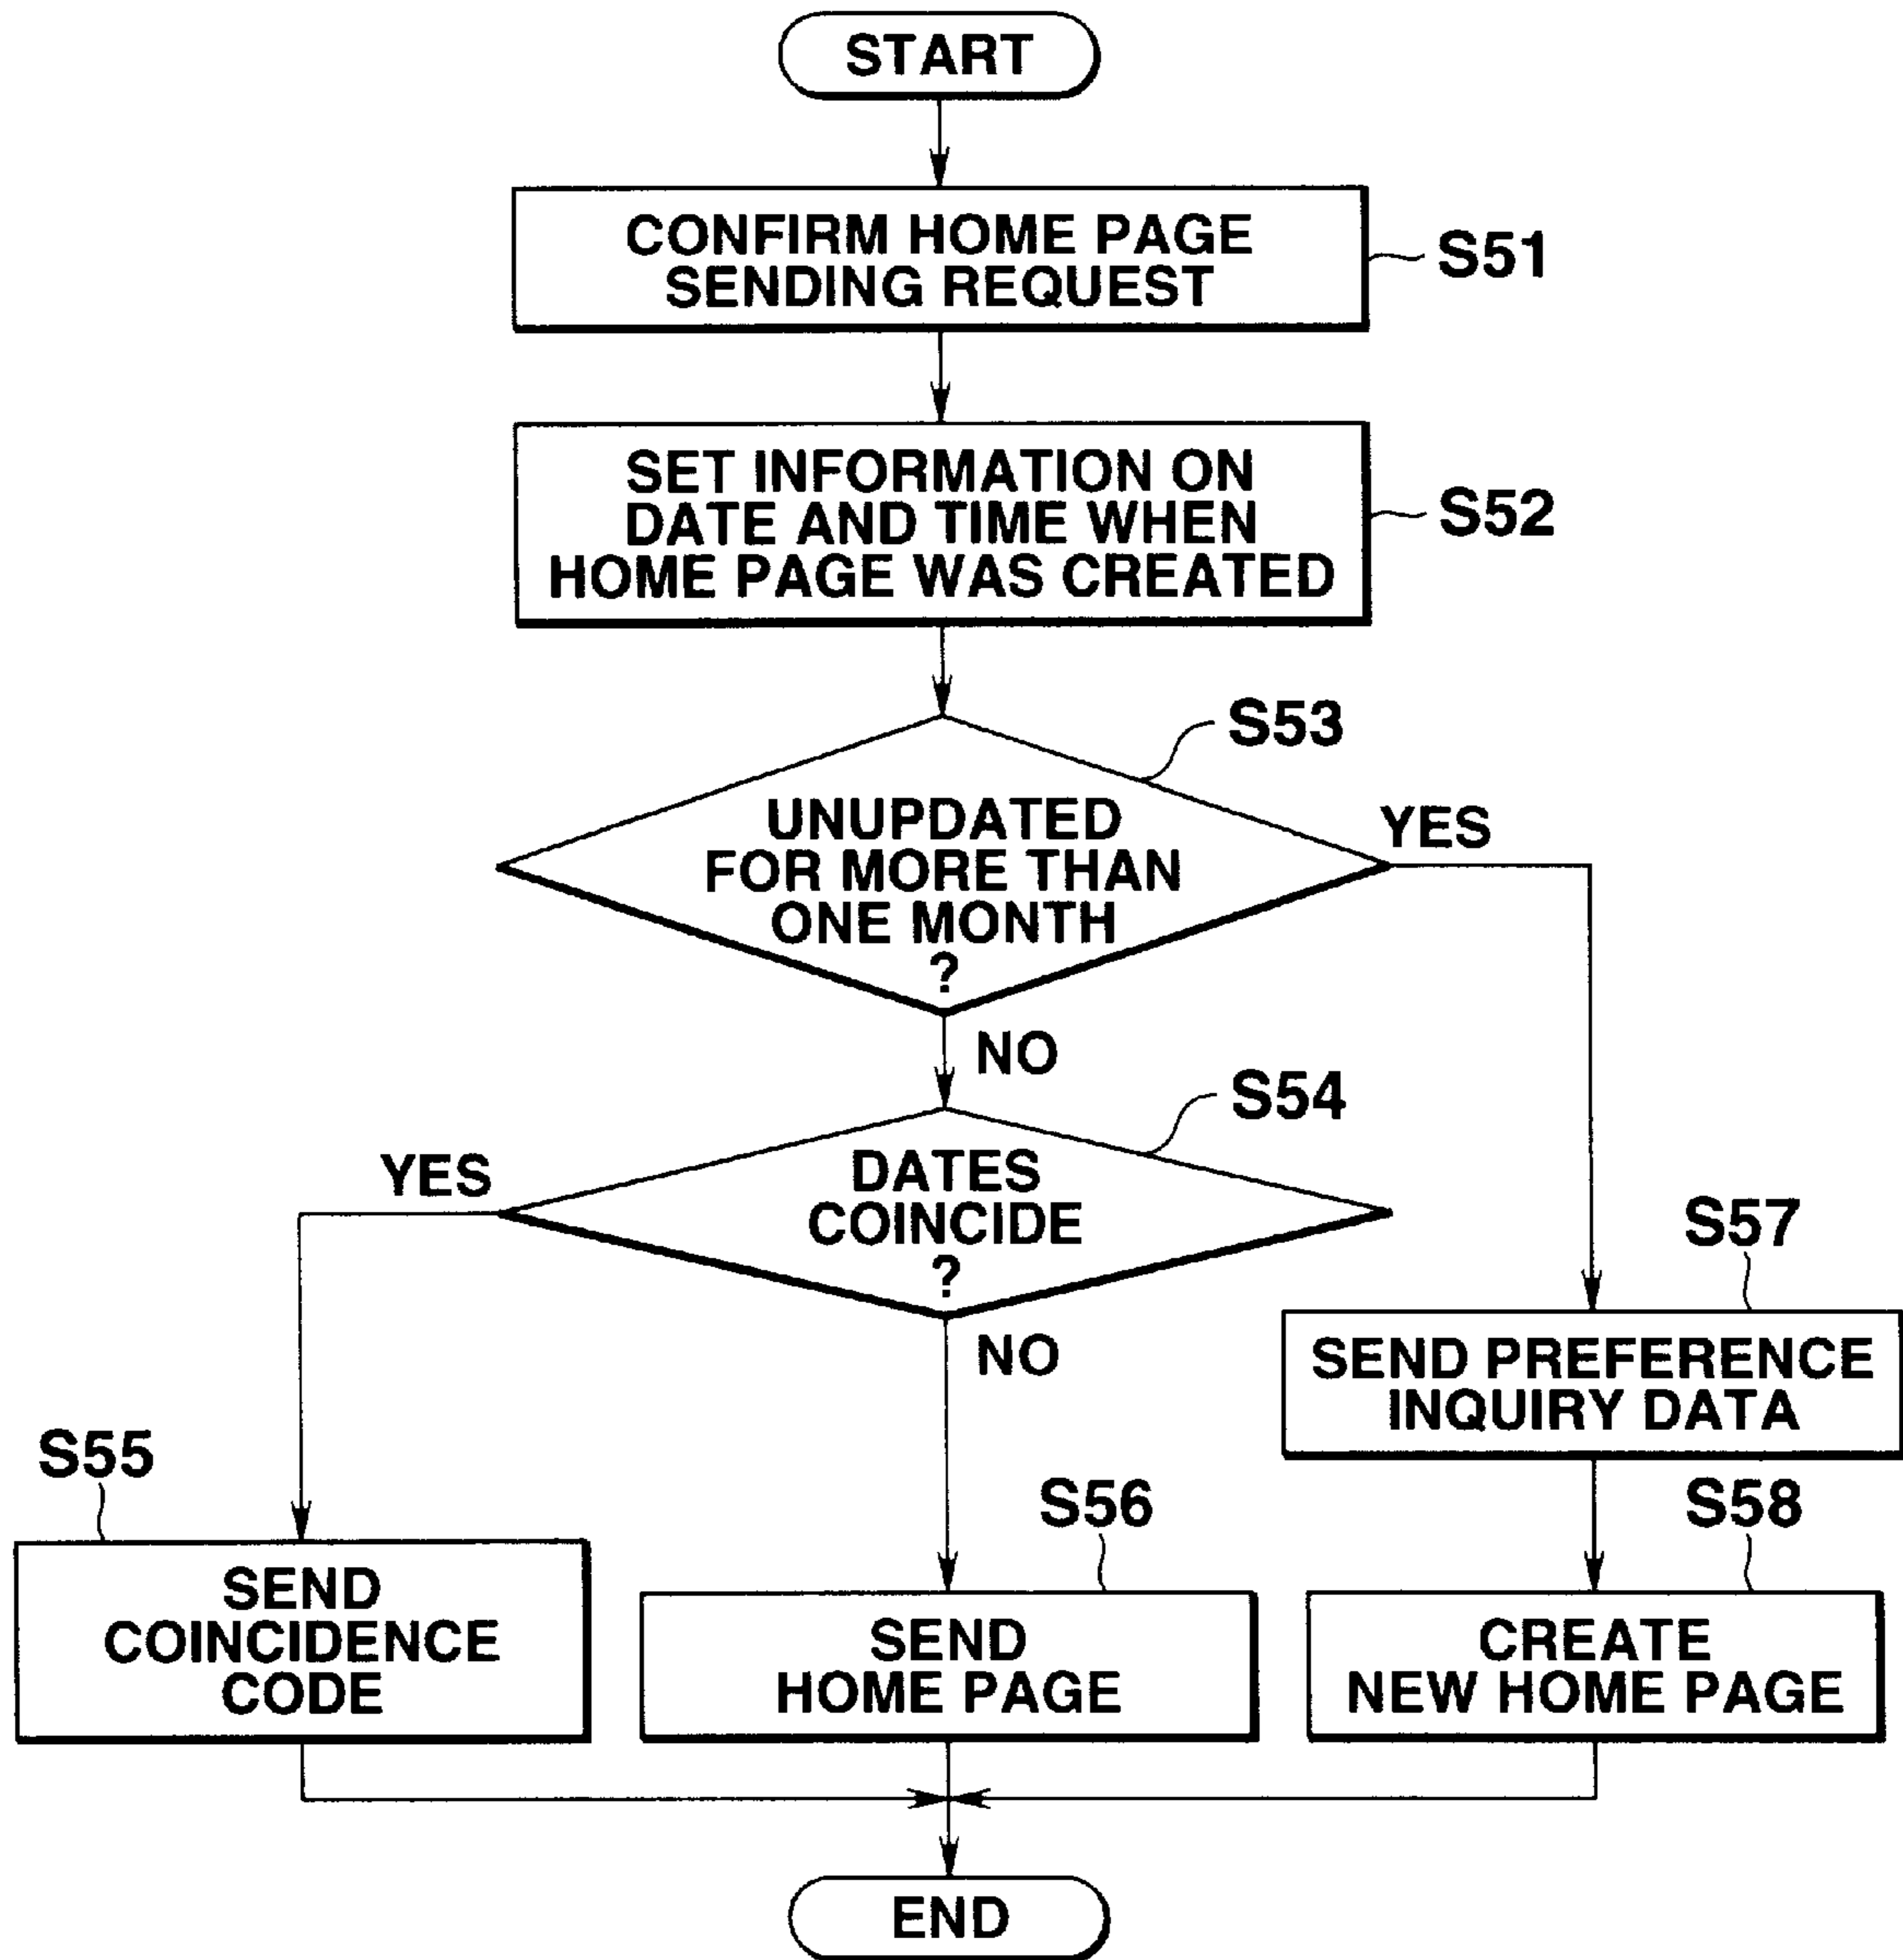 START
CONFIRM HOME PAGE
SENDING REQUEST
S51
SET INFORMATION ON
DATE AND TIME WHEN
HOME PAGE WAS CREATED
S52
S53
UNUPDATED
FOR MORE THAN
ONE MONTH
?
YES
NO
S54
DATES
COINCIDE
?
YES
NO
S57
SEND PREFERENCE
INQUIRY DATA
S55
SEND
COINCIDENCE
CODE
S56
SEND
HOME PAGE
S58
CREATE
NEW HOME PAGE
END